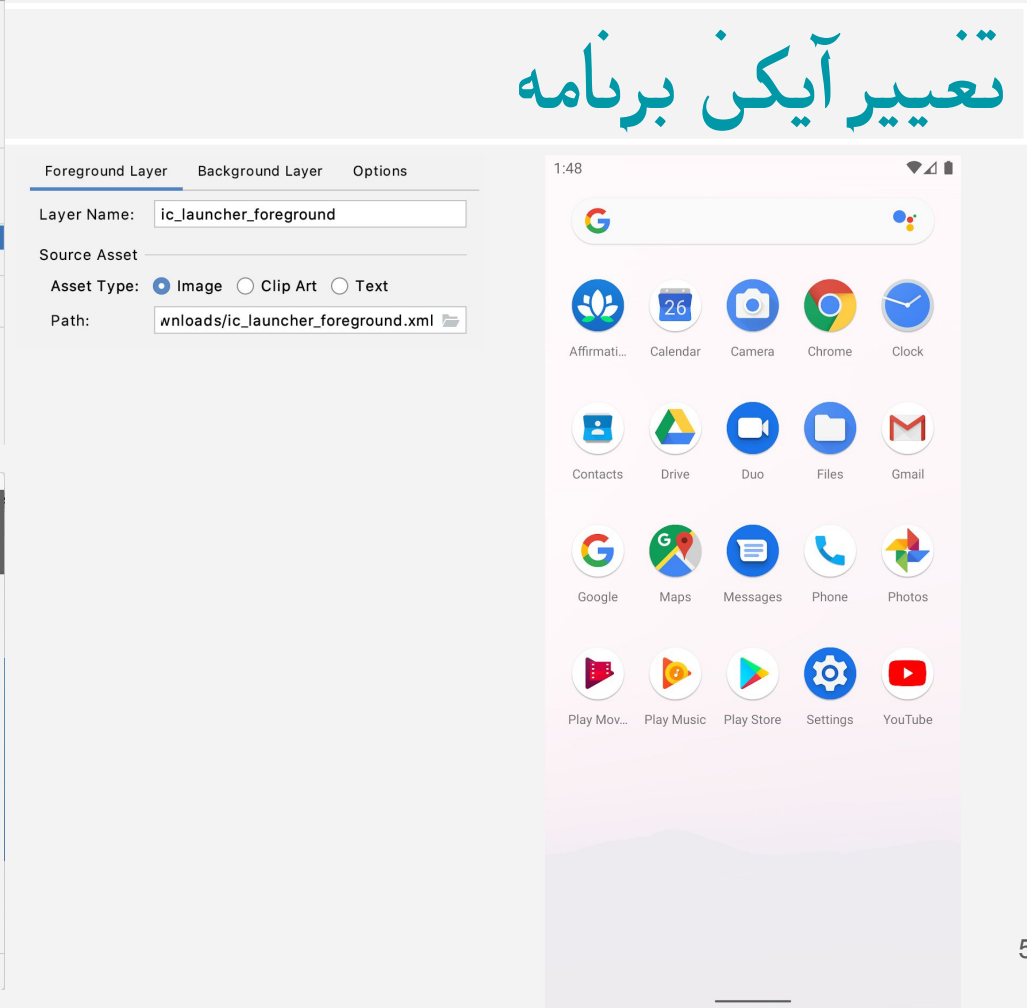 تغییر آیکن برنامه
Foreground Layer Background Layer Options
Layer Name: ic_launcher_foreground
Source Asset
Asset Type: Image Clip Art Text
Path: wnloads/ic_launcher_foreground.xml
1:48
G
Affirmati... 26 Calendar Camera Chrome Clock
Contacts Drive Duo Files Gmail
G Google G Maps Messages Phone Photos
Play Mov... Play Music Play Store Settings YouTube
5